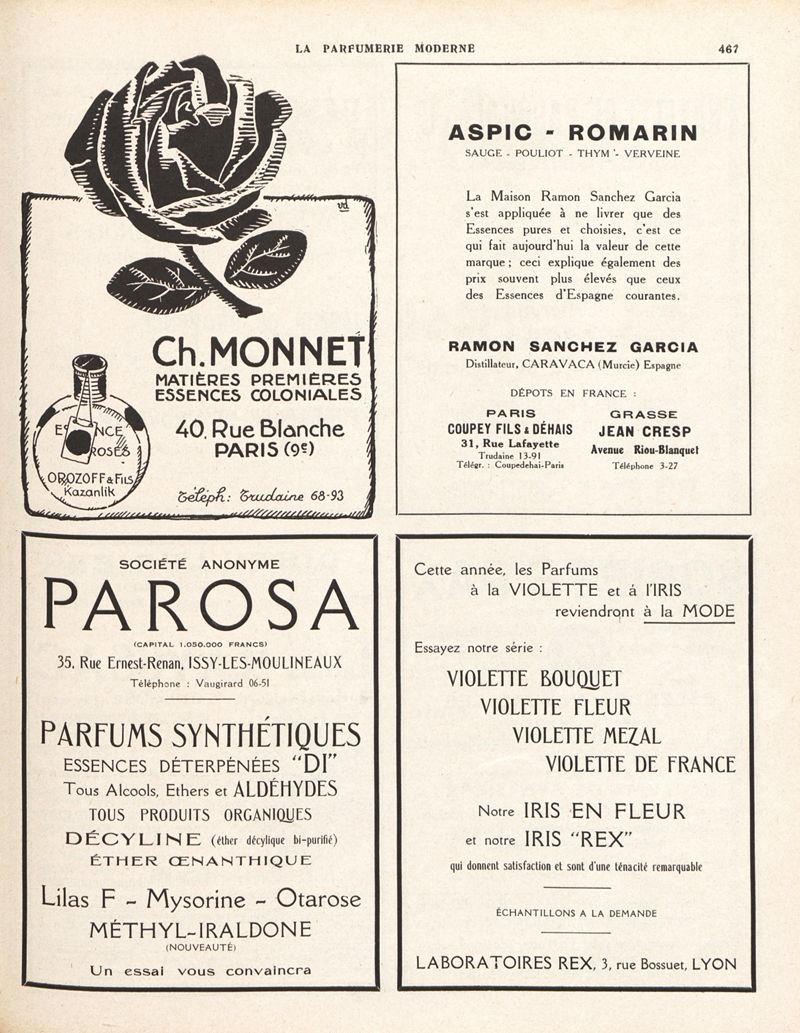 LA PARFUMERIE MODERNE
467
vd
Ch. MONNET
MATIÈRES PREMIÈRES
ESSENCES COLONIALES
40, Rue Blanche
PARIS (9e)
Téléph: Trudaine 68-93
OROZOFF & FILS
Kazanlik
ASPIC - ROMARIN
SAUGE - POULIOT - THYM - VERVEINE
La Maison Ramon Sanchez Garcia
s'est appliquée à ne livrer que des
Essences pures et choisies, c'est ce
qui fait aujourd'hui la valeur de cette
marque ; ceci explique également des
prix souvent plus élevés que ceux
des Essences d'Espagne courantes.
RAMON SANCHEZ GARCIA
Distillateur, CARAVACA (Murcie) Espagne
DÉPOTS EN FRANCE :
PARIS
COUPEY FILS & DÉHAIS
31, Rue Lafayette
Trudaine 13-91
Télégr. : Coupedehai-Paris
GRASSE
JEAN CRESP
Avenue Riou-Blanquet
Téléphone 3-27
SOCIÉTÉ ANONYME
PAROSA
(CAPITAL 1.050.000 FRANCS)
35, Rue Ernest-Renan, ISSY-LES-MOULINEAUX
Téléphone : Vaugirard 06-51
PARFUMS SYNTHÉTIQUES
ESSENCES DÉTERPÉNÉES "DI"
Tous Alcools, Ethers et ALDÉHYDES
TOUS PRODUITS ORGANIQUES
DÉCYLINE (éther décylique bi-purifié)
ÉTHER ŒNANTHIQUE
Lilas F - Mysorine - Otarose
MÉTHYL-IRALDONE
(NOUVEAUTÉ)
Un essai vous convaincra
Cette année, les Parfums
à la VIOLETTE et á l'IRIS
reviendront à la MODE
Essayez notre série :
VIOLETTE BOUQUET
VIOLETTE FLEUR
VIOLETTE MEZAL
VIOLETTE DE FRANCE
Notre IRIS EN FLEUR
et notre IRIS "REX"
qui donnent satisfaction et sont d'une ténacité remarquable
ÉCHANTILLONS A LA DEMANDE
LABORATOIRES REX, 3, rue Bossuet, LYON